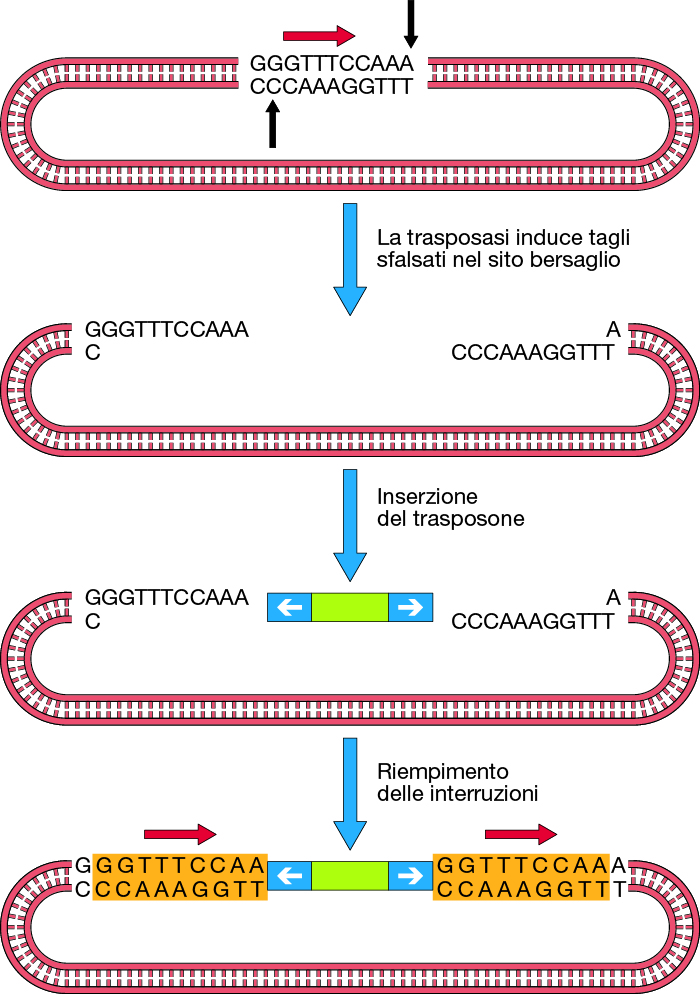 GGGTTTCCAAA
CCCAAAGGTTT
La trasposasi induce tagli
sfalsati nel sito bersaglio
GGGTTTCCAAA A
C CCCAAAGGTTT
Inserzione
del trasposone
GGGTTTCCAAA A
C CCCAAAGGTTT
Riempimento
delle interruzioni
GGGTTTCCAA GGTTTCCAAA
CCCAAAGGTT CCAAAGGTTT